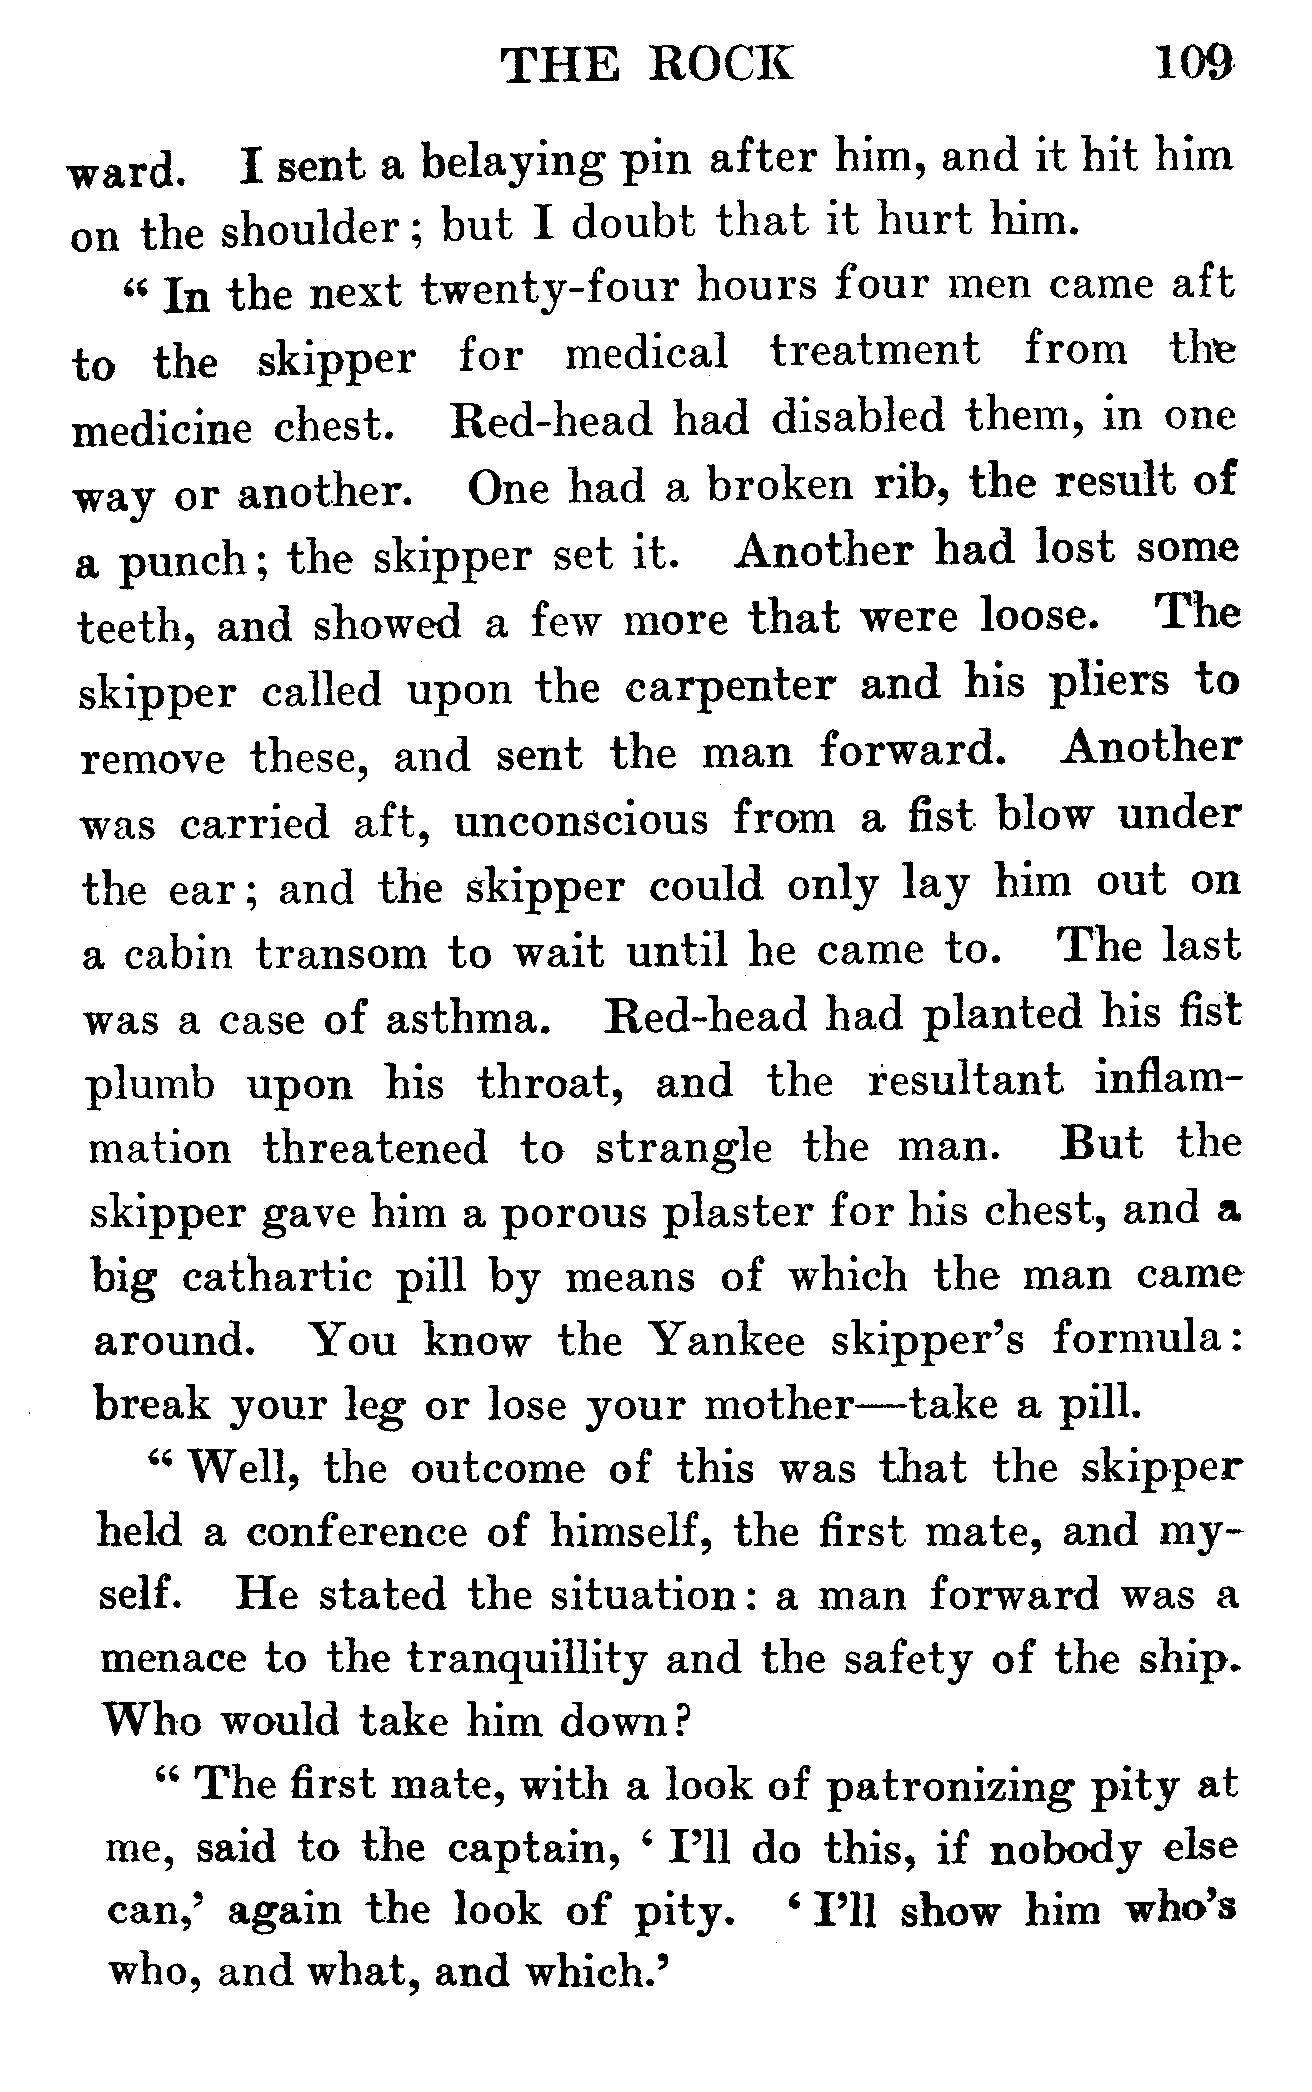 THE ROCK 109
ward. I sent a belaying pin after him, and it hit him
on the shoulder; but I doubt that it hurt him.
“ In the next twenty-four hours four men came aft
to the skipper for medical treatment from the
medicine chest. Red-head had disabled them, in one
way or another. One had a broken rib, the result of
a punch; the skipper set it. Another had lost some
teeth, and showed a few more that were loose. The
skipper called upon the carpenter and his pliers to
remove these, and sent the man forward. Another
was carried aft, unconscious from a fist blow under
the ear; and the skipper could only lay him out on
a cabin transom to wait until he came to. The last
was a case of asthma. Red-head had planted his fist
plumb upon his throat, and the resultant inflam-
mation threatened to strangle the man. But the
skipper gave him a porous plaster for his chest, and a
big cathartic pill by means of which the man came
around. You know the Yankee skipper’s formula:
break your leg or lose your mother—take a pill.
“ Well, the outcome of this was that the skipper
held a conference of himself, the first mate, and my-
self. He stated the situation: a man forward was a
menace to the tranquillity and the safety of the ship.
Who would take him down?
“ The first mate, with a look of patronizing pity at
me, said to the captain, ‘ I’ll do this, if nobody else
can,’ again the look of pity. ‘ I’ll show him who’s
who, and what, and which.’